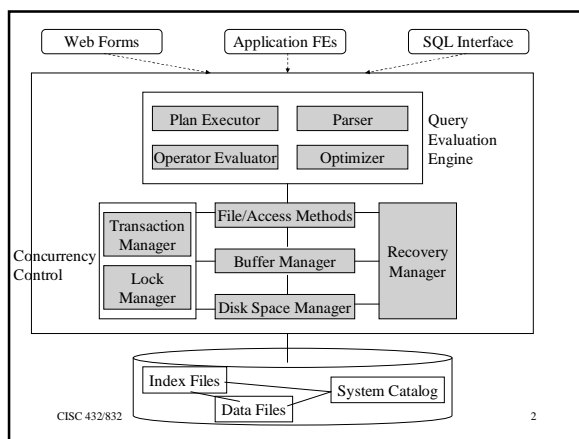 Web Forms
Application FEs
SQL Interface
Plan Executor
Parser
Operator Evaluator
Optimizer
Query
Evaluation
Engine
Transaction
Manager
Lock
Manager
Concurrency
Control
File/Access Methods
Buffer Manager
Disk Space Manager
Recovery
Manager
Index Files
Data Files
System Catalog
CISC 432/832
2